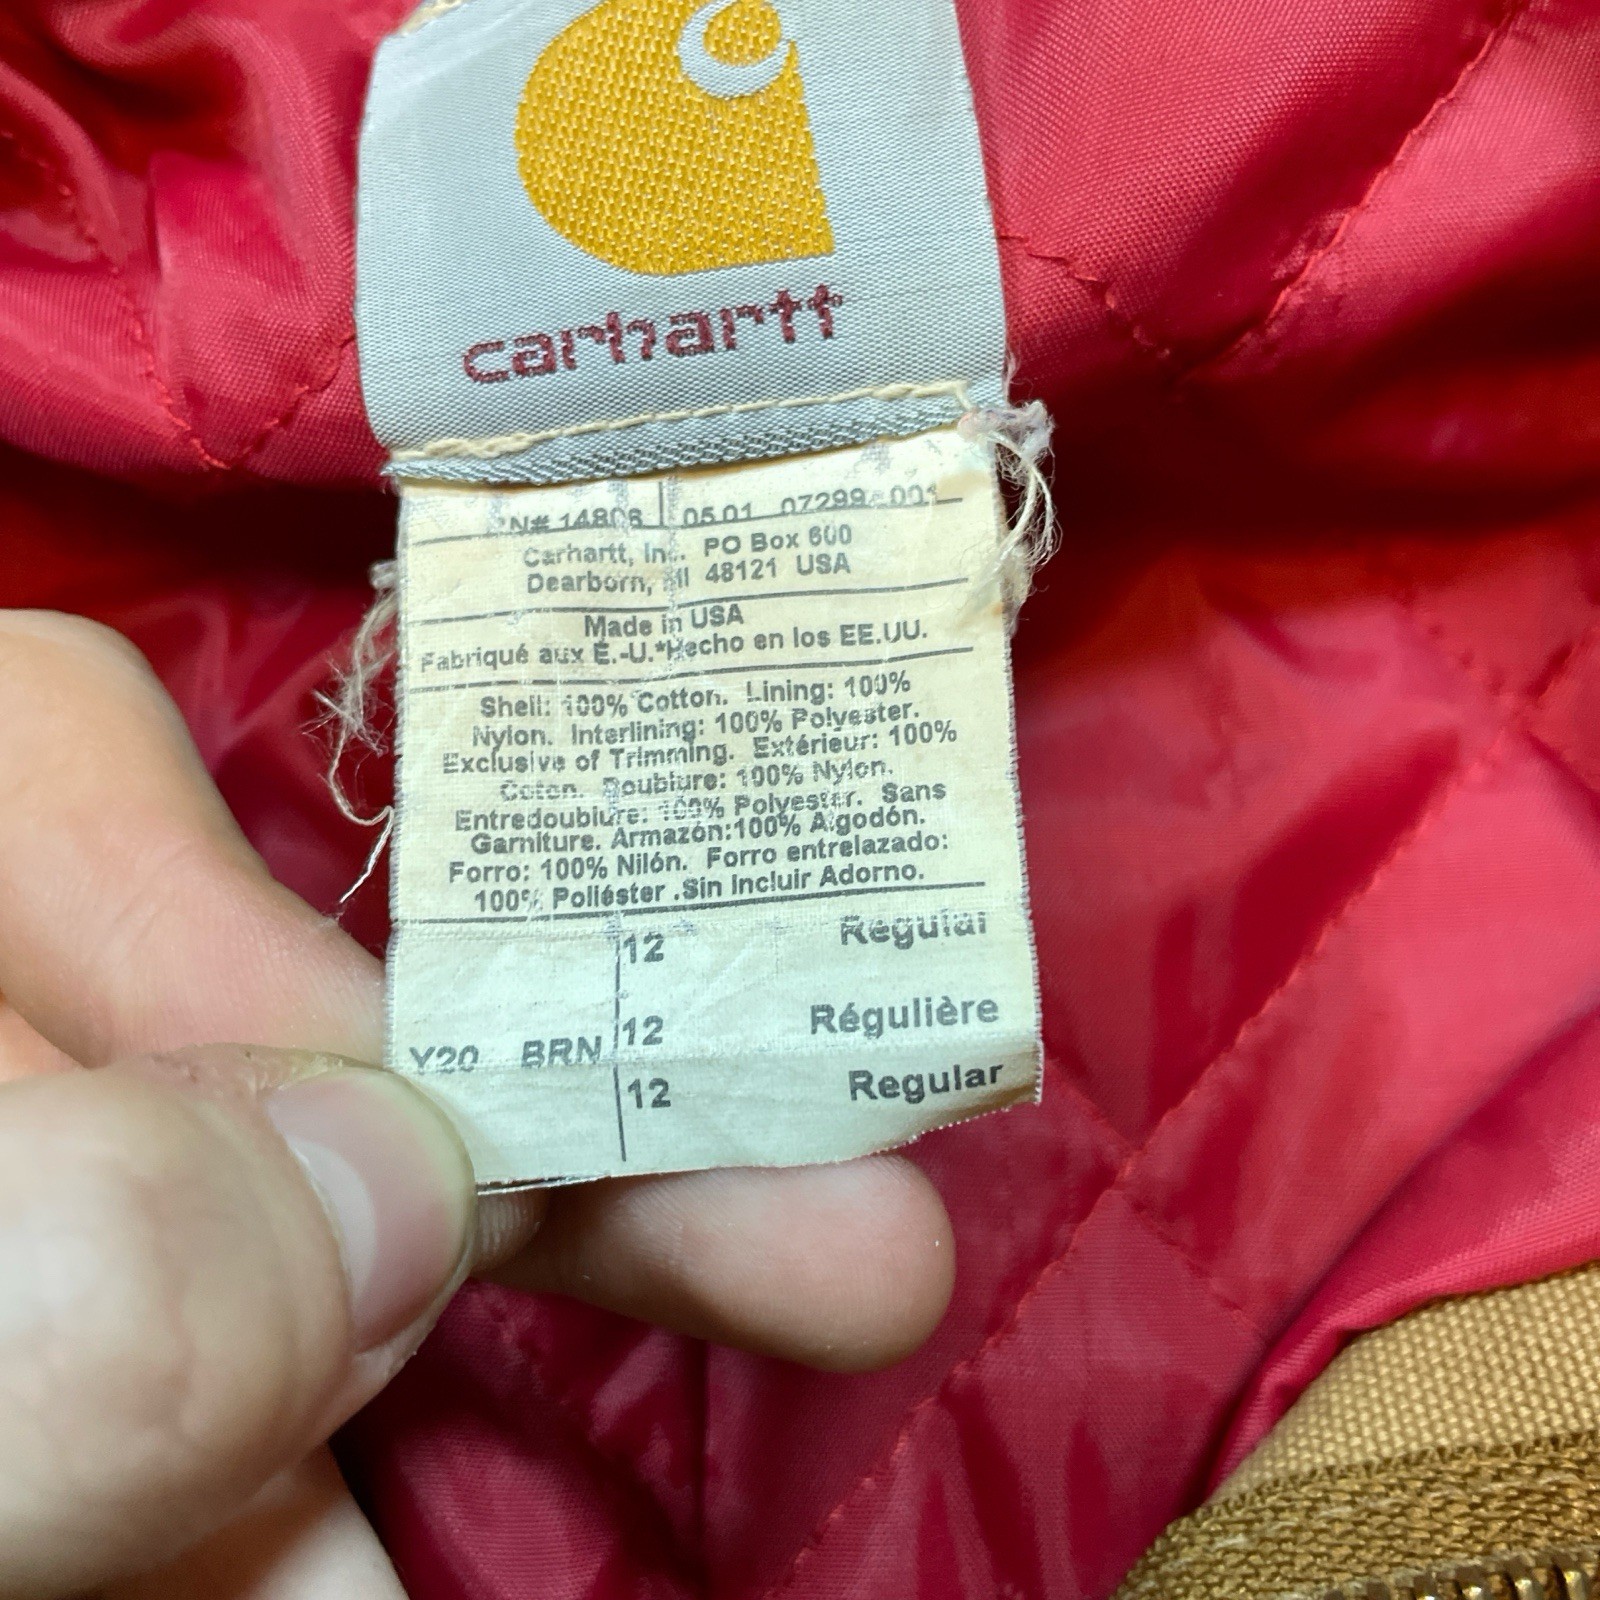 carhartt
RN# 14806 05.01 07299-001
Carhartt, Inc. PO Box 600
Dearborn, MI 48121 USA
Made in USA
Fabriqué aux É.-U.*Hecho en los EE.UU.
Shell: 100% Cotton. Lining: 100%
Nylon. Interlining: 100% Polyester.
Exclusive of Trimming. Extérieur: 100%
Coton. Doublure: 100% Nylon.
Entredoublure: 100% Polyester. Sans
Garniture. Armazón:100% Algodón.
Forro: 100% Nilón. Forro entrelazado:
100% Poliéster .Sin Incluir Adorno.
12 Regular
12 Régulière
Y20 BRN
12 Regular